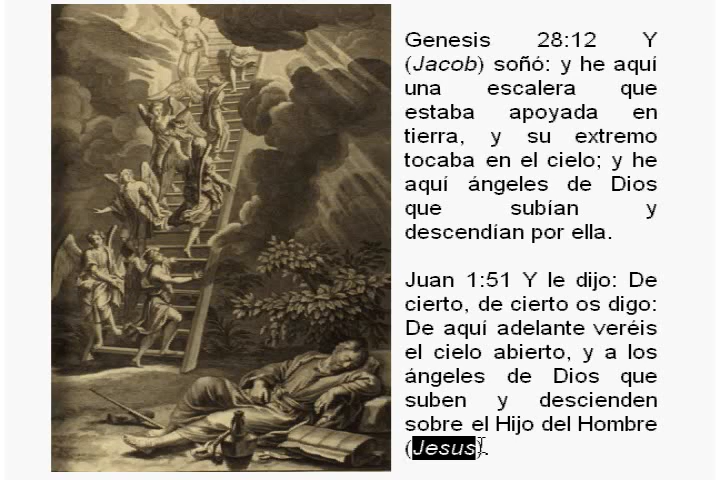 Genesis 28:12 Y
(Jacob) soñó: y he aquí
una escalera que
estaba apoyada en
tierra, y su extremo
tocaba en el cielo; y he
aquí ángeles de Dios
que subían y
descendían por ella.
Juan 1:51 Y le dijo: De
cierto, de cierto os digo:
De aquí adelante veréis
el cielo abierto, y a los
ángeles de Dios que
suben y descienden
sobre el Hijo del Hombre
(Jesus).